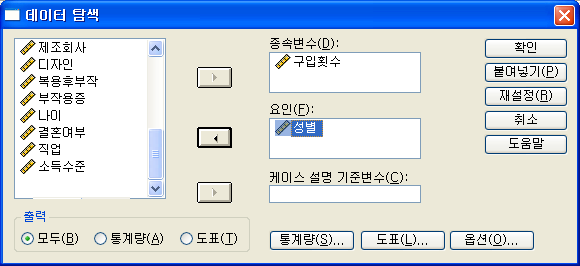 데이터 탐색
제조회사
디자인
복용후부작
부작용증
나이
결혼여부
직업
소득수준
종속변수(D):
구입횟수
요인(F):
성별
케이스 설명 기준변수(C):
확인
붙여넣기(P)
재설정(R)
취소
도움말
출력
모두(B)
통계량(A)
도표(T)
통계량(S)...
도표(L)...
옵션(O)...